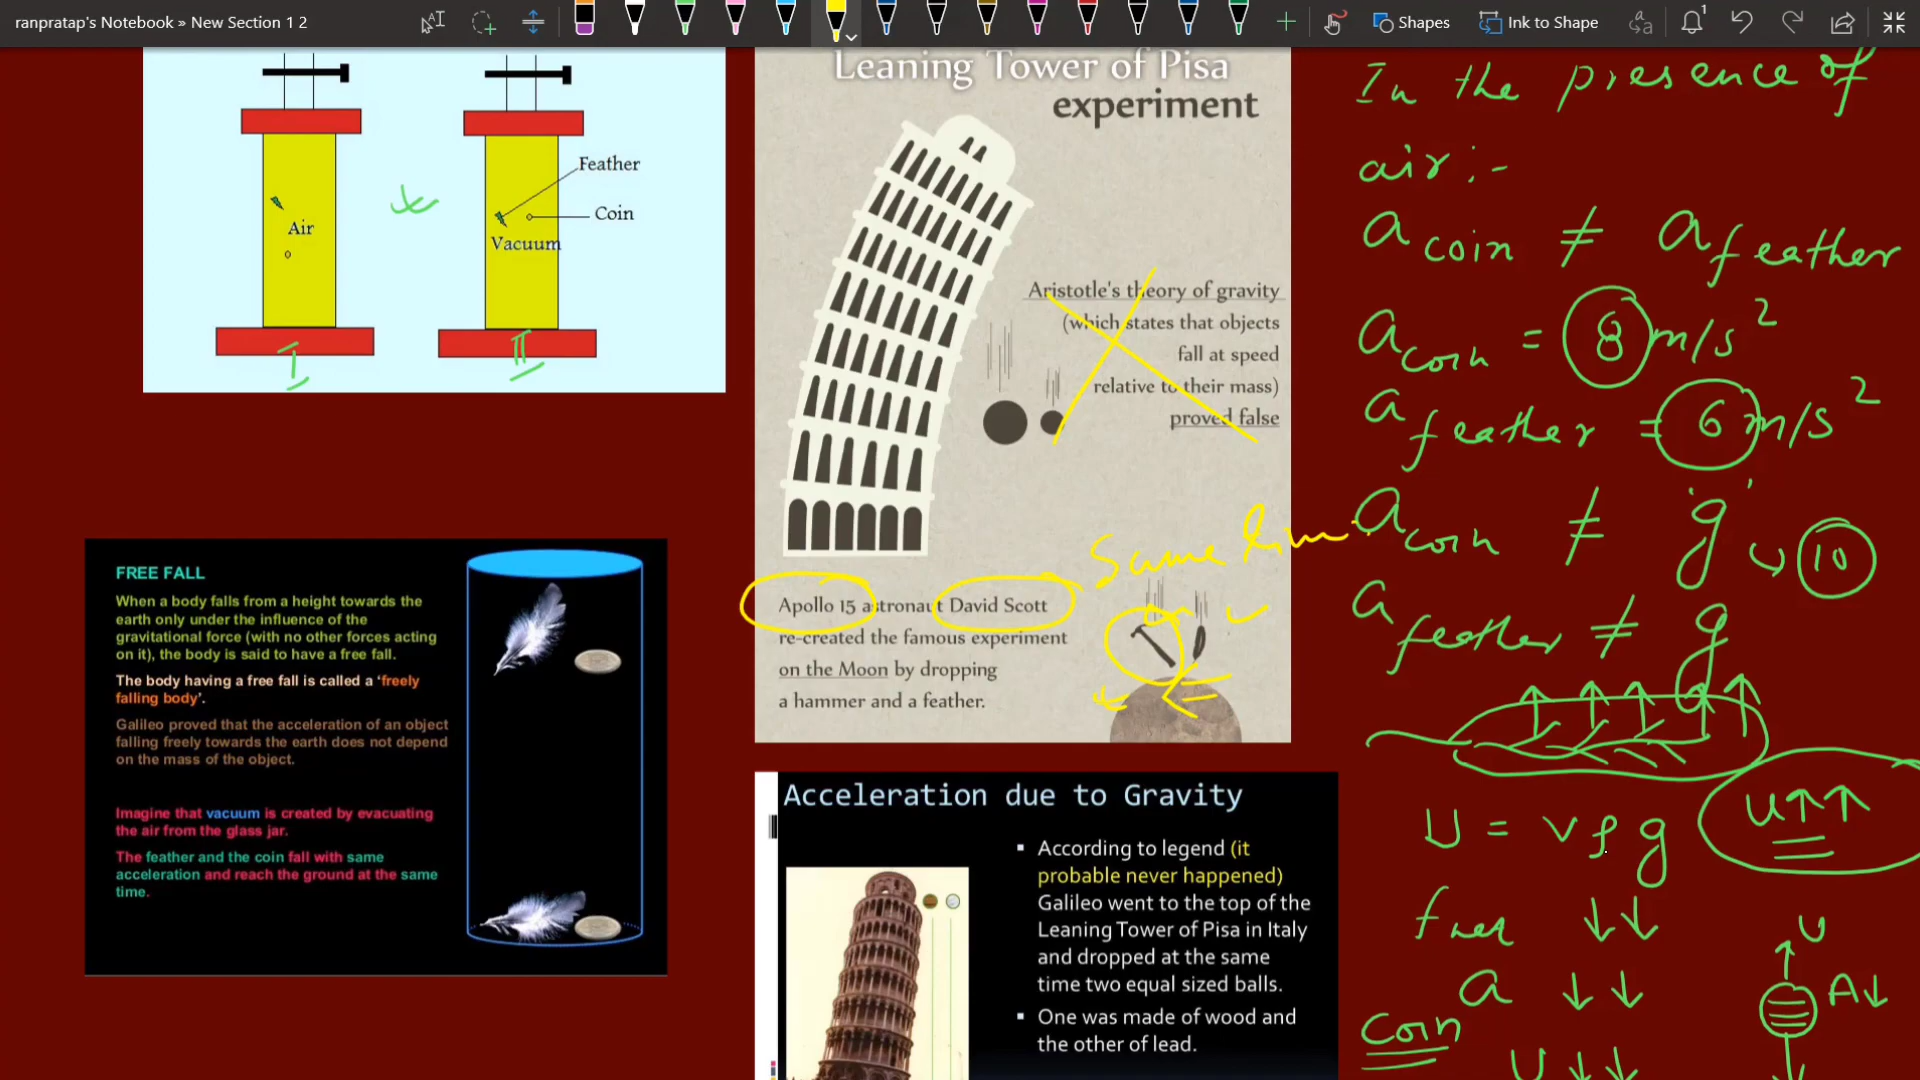 ranpratap's Notebook » New Section 1 2
Shapes
Ink to Shape
Feather
Air
Coin
Vacuum
I
II
FREE FALL
When a body falls from a height towards the
earth only under the influence of the
gravitational force (with no other forces acting
on it), the body is said to have a free fall.
The body having a free fall is called a ‘freely
falling body’.
Galileo proved that the acceleration of an object
falling freely towards the earth does not depend
on the mass of the object.
Imagine that vacuum is created by evacuating
the air from the glass jar.
The feather and the coin fall with same
acceleration and reach the ground at the same
time.
Leaning Tower of Pisa
experiment
Aristotle's theory of gravity
(which states that objects
fall at speed
relative to their mass)
proved false
Same
Apollo 15 astronaut David Scott
re-created the famous experiment
on the Moon by dropping
a hammer and a feather.
Acceleration due to Gravity
▪ According to legend (it
probable never happened)
Galileo went to the top of the
Leaning Tower of Pisa in Italy
and dropped at the same
time two equal sized balls.
▪ One was made of wood and
the other of lead.
In the presence of
air :-
a coin ≠ a feather
a coin = 8 m/s²
a feather = 6 m/s²
a coin ≠ 'g' 10
a feather ≠ g
U = V ρ g
U ↑↑
↓↓
a ↓↓
U
A↓
coin
U ↓↓